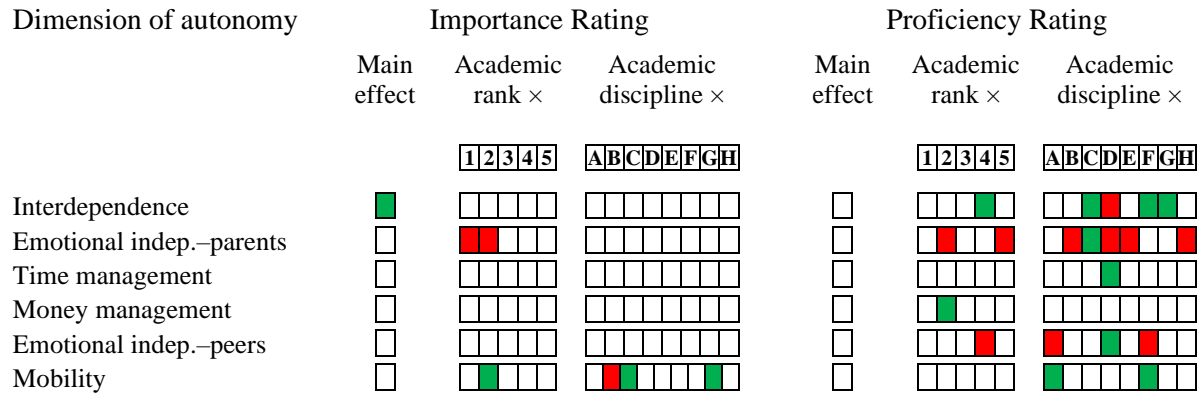 Dimension of autonomy Importance Rating Proficiency Rating
Main effect Academic rank × Academic discipline × Main effect Academic rank × Academic discipline ×
1 2 3 4 5 A B C D E F G H 1 2 3 4 5 A B C D E F G H
Interdependence
Emotional indep.–parents
Time management
Money management
Emotional indep.–peers
Mobility